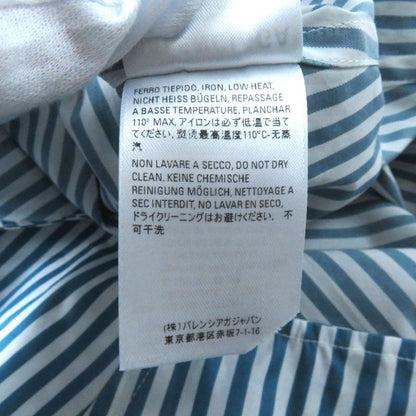 FERRO TIEPIDO, IRON, LOW HEAT,
NICHT HEISS BÜGELN, REPASSAGE
A BASSE TEMPERATURE, PLANCHAR
110° MAX, アイロンは必ず低温で当て
てください, 熨烫最高温度110°C-无蒸
汽
NON LAVARE A SECCO, DO NOT DRY
CLEAN. KEINE CHEMISCHE
REINIGUNG MÖGLICH, NETTOYAGE A
SEC INTERDIT, NO LAVAR EN SECO,
ドライクリーニングはお避けください. 不
可干洗
(株) バレンシアガジャパン
東京都港区赤坂7-1-16